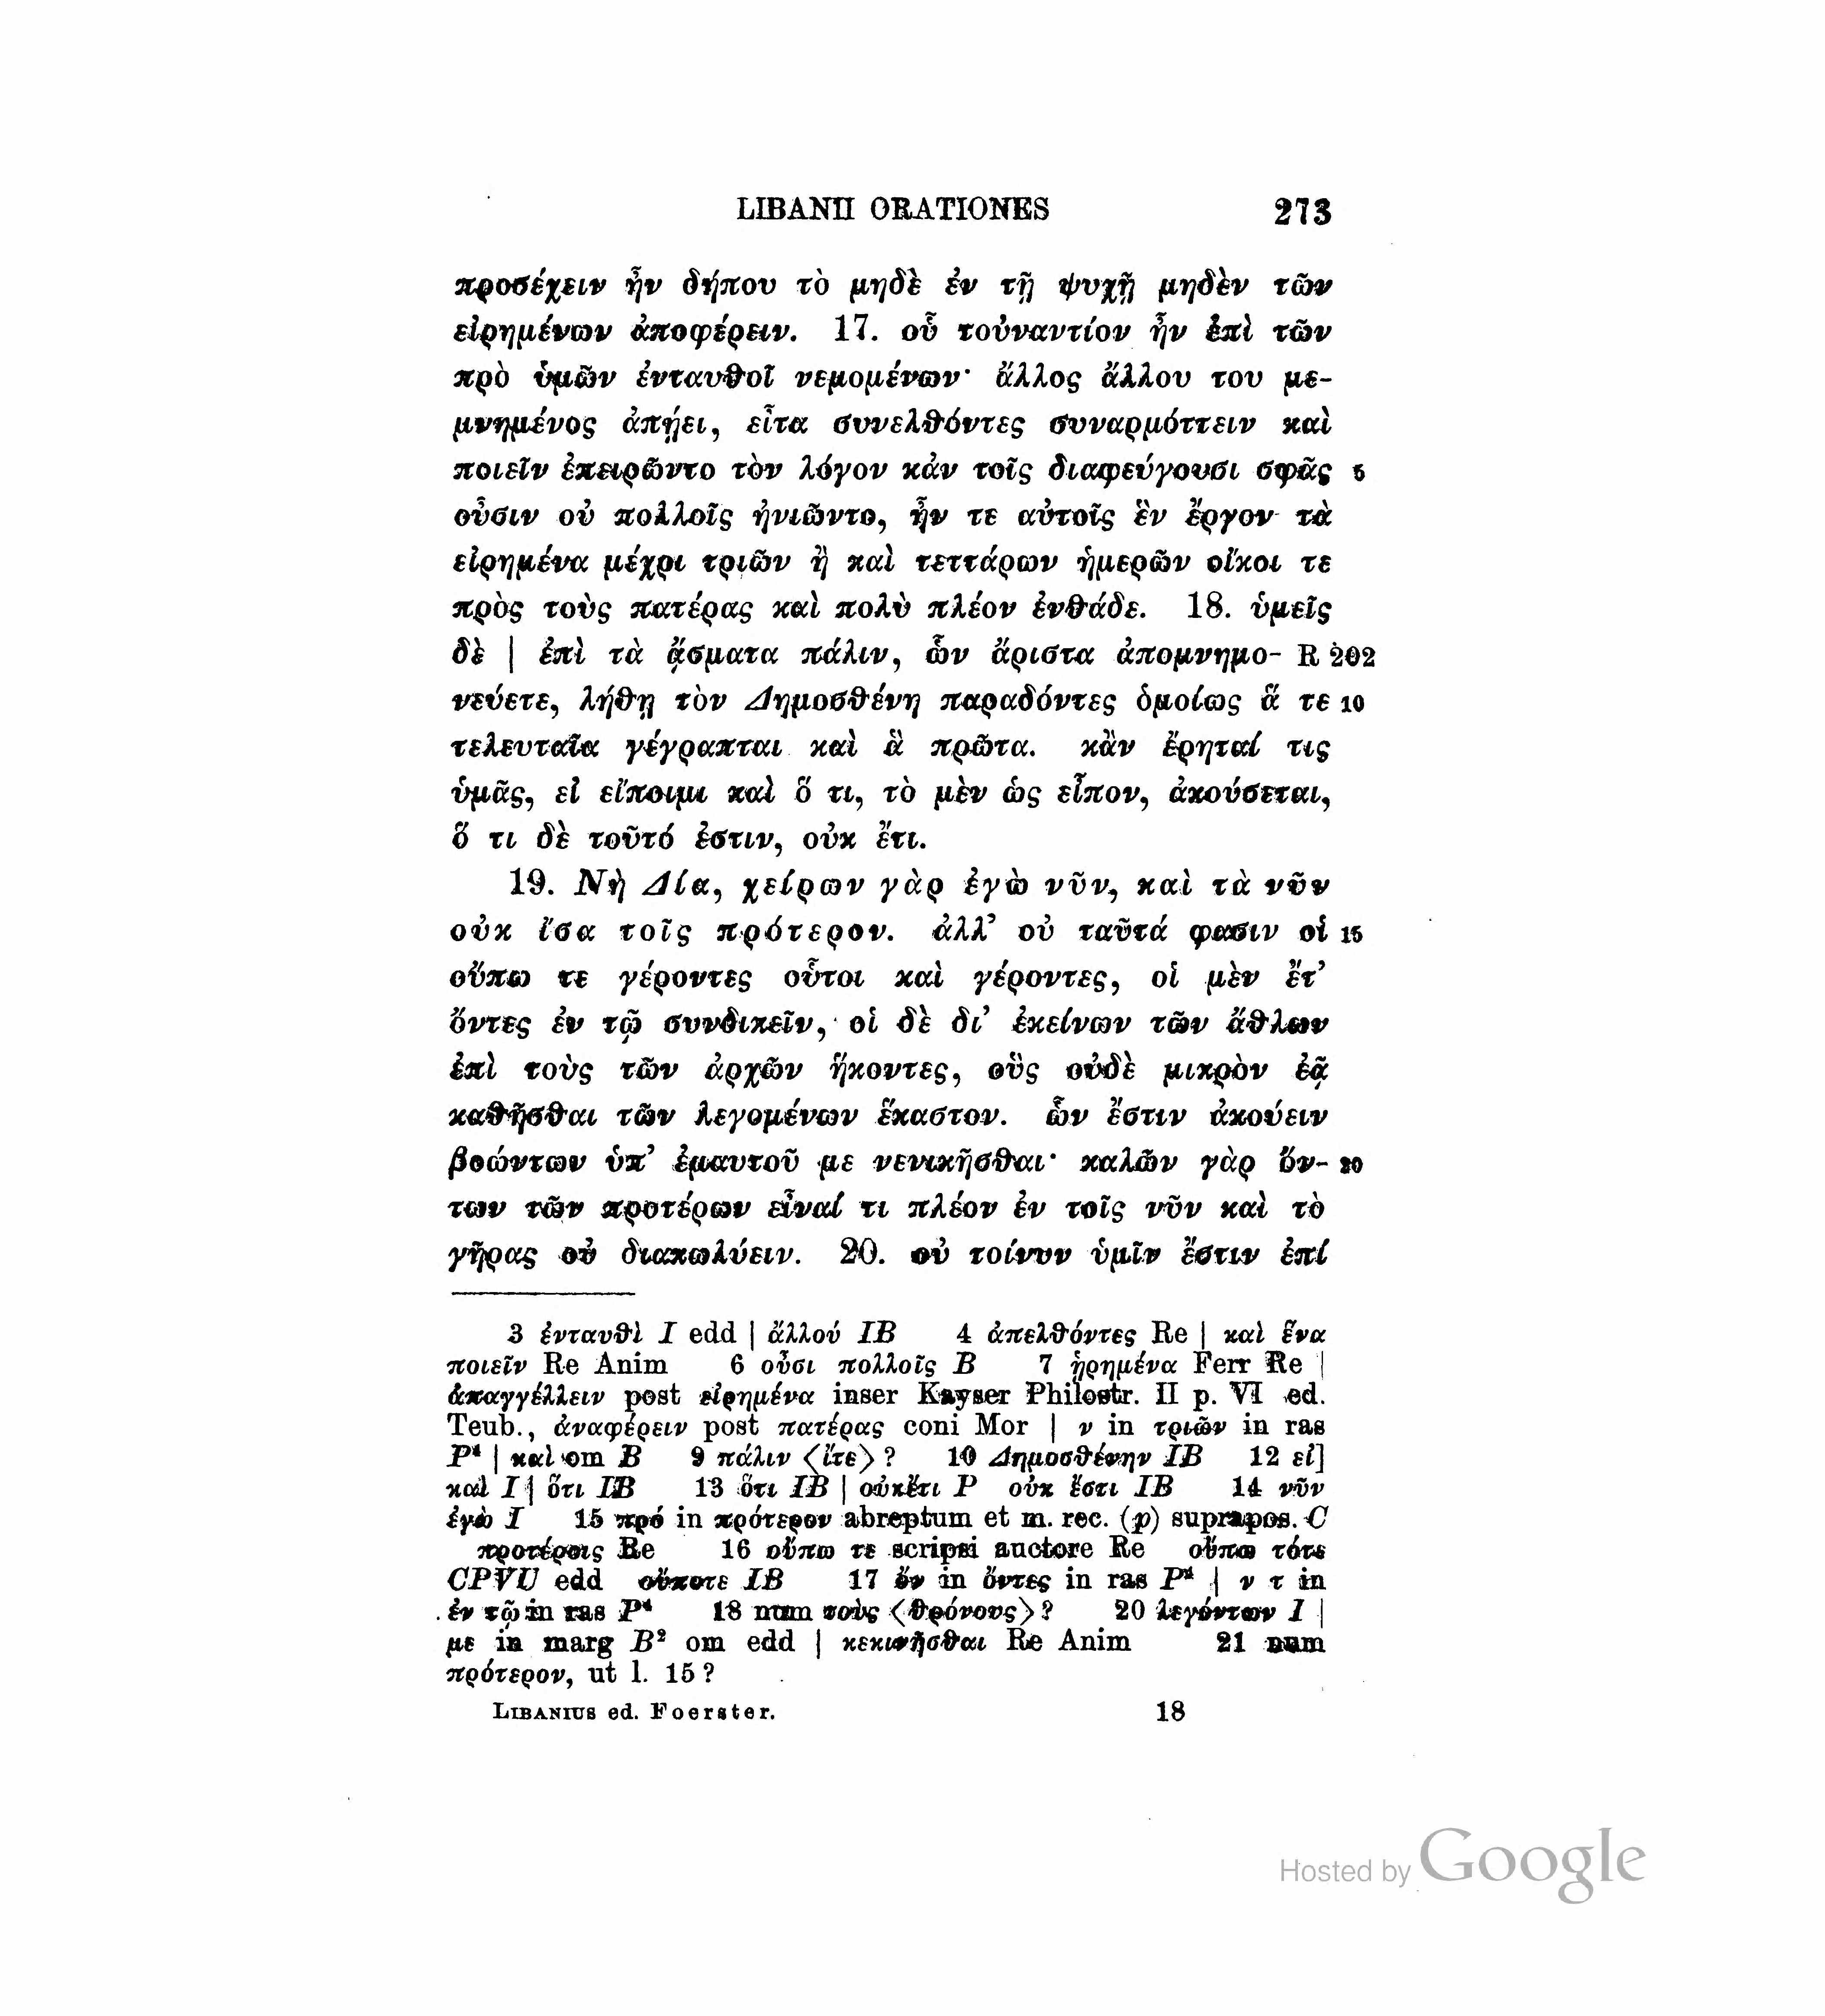 LIBANII ORATIONES 273
προσέχειν ἦν δήπου τὸ μηδὲ ἐν τῇ ψυχῇ μηδὲν τῶν
εἰρημένων ἀποφέρειν. 17. οὗ τοὐναντίον ἦν ἐπὶ τῶν
πρὸ ὑμῶν ἐνταυθοῖ νεμομένων· ἄλλος ἄλλου του με-
μνημένος ἀπῄει, εἶτα συνελθόντες συναρμόττειν καὶ
ποιεῖν ἐπειρῶντο τὸν λόγον κἀν τοῖς διαφεύγουσι σφᾶς 5
οὖσιν οὐ πολλοῖς ἠνιῶντο, ἦν τε αὐτοῖς ἓν ἔργον τὰ
εἰρημένα μέχρι τριῶν ἢ καὶ τεττάρων ἡμερῶν οἴκοι τε
πρὸς τοὺς πατέρας καὶ πολὺ πλέον ἐνθάδε. 18. ὑμεῖς
δὲ | ἐπὶ τὰ ᾄσματα πάλιν, ὧν ἄριστα ἀπομνημο- R 202
νεύετε, λήθῃ τὸν Δημοσθένη παραδόντες ὁμοίως ἅ τε 10
τελευταῖα γέγραπται καὶ ἃ πρῶτα. κἂν ἔρηταί τις
ὑμᾶς, εἰ εἴποιμι καὶ ὅ τι, τὸ μὲν ὡς εἶπον, ἀκούσεται,
ὅ τι δὲ τοῦτό ἐστιν, οὐκ ἔτι.
19. Νὴ Δία, χείρων γὰρ ἐγὼ νῦν, καὶ τὰ νῦν
οὐκ ἴσα τοῖς πρότερον. ἀλλ’ οὐ ταῦτά φασιν οἱ 15
οὔπω τε γέροντες οὗτοι καὶ γέροντες, οἱ μὲν ἔτ’
ὄντες ἐν τῷ συνδικεῖν, οἱ δὲ δι’ ἐκείνων τῶν ἄθλων
ἐπὶ τοὺς τῶν ἀρχῶν ἥκοντες, οὓς οὐδὲ μικρὸν ἐᾷ
καθῆσθαι τῶν λεγομένων ἕκαστον. ὧν ἔστιν ἀκούειν
βοώντων ὑπ’ ἐμαυτοῦ με νενικῆσθαι· καλῶν γὰρ ὄν- 20
των τῶν προτέρων εἶναί τι πλέον ἐν τοῖς νῦν καὶ τὸ
γῆρας οὐ διακωλύειν. 20. οὐ τοίνυν ὑμῖν ἔστιν ἐπί
3 ἐνταυθὶ I edd | ἄλλού IB 4 ἀπελθόντες Re | καὶ ἕνα
ποιεῖν Re Anim 6 οὖσι πολλοῖς B 7 ᾑρημένα Ferr Re |
ἀπαγγέλλειν post εἰρημένα inser Kayser Philostr. II p. VI ed.
Teub., ἀναφέρειν post πατέρας coni Mor | ν in τριῶν in ras
P⁴ | καὶ om B 9 πάλιν ⟨ἴτε⟩? 10 Δημοσθένην IB 12 εἰ]
καὶ I | ὅτι IB 13 ὅτι IB | οὐκέτι P οὐκ ἔστι IB 14 νῦν
ἐγὼ I 15 πρό in πρότερον abreptum et m. rec. (p) suprapos. C
προτέροις Re 16 οὔπω τε scripsi auctore Re οὔπω τότε
CPVU edd οὔποτε IB 17 ὄν in ὄντες in ras P⁴ | ν τ in
ἐν τῷ in ras P⁴ 18 num τοὺς ⟨θρόνους⟩? 20 λεγόντων I |
με in marg B² om edd | κεκινῆσθαι Re Anim 21 num
πρότερον, ut l. 15?
LIBANIUS ed. Foerster. 18
Hosted by Google